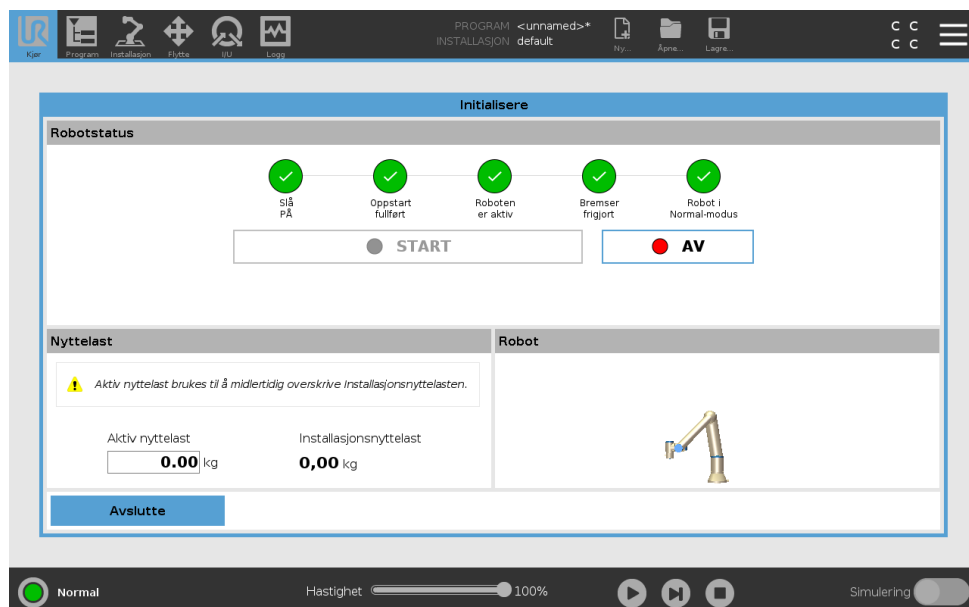 UR
PROGRAM <unnamed>*
INSTALLASJON default
C C
C C
Kjør Program Installasjon Flytte I/U Logg Ny... Åpne... Lagre...
Initialisere
Robotstatus
Slå
PÅ
Oppstart
fullført
Roboten
er aktiv
Bremser
frigjort
Robot i
Normal-modus
START
AV
Nyttelast
Aktiv nyttelast brukes til å midlertidig overskrive Installasjonsnyttelasten.
Aktiv nyttelast Installasjonsnyttelast
0.00 kg 0,00 kg
Robot
Avslutte
Normal Hastighet 100% Simulering